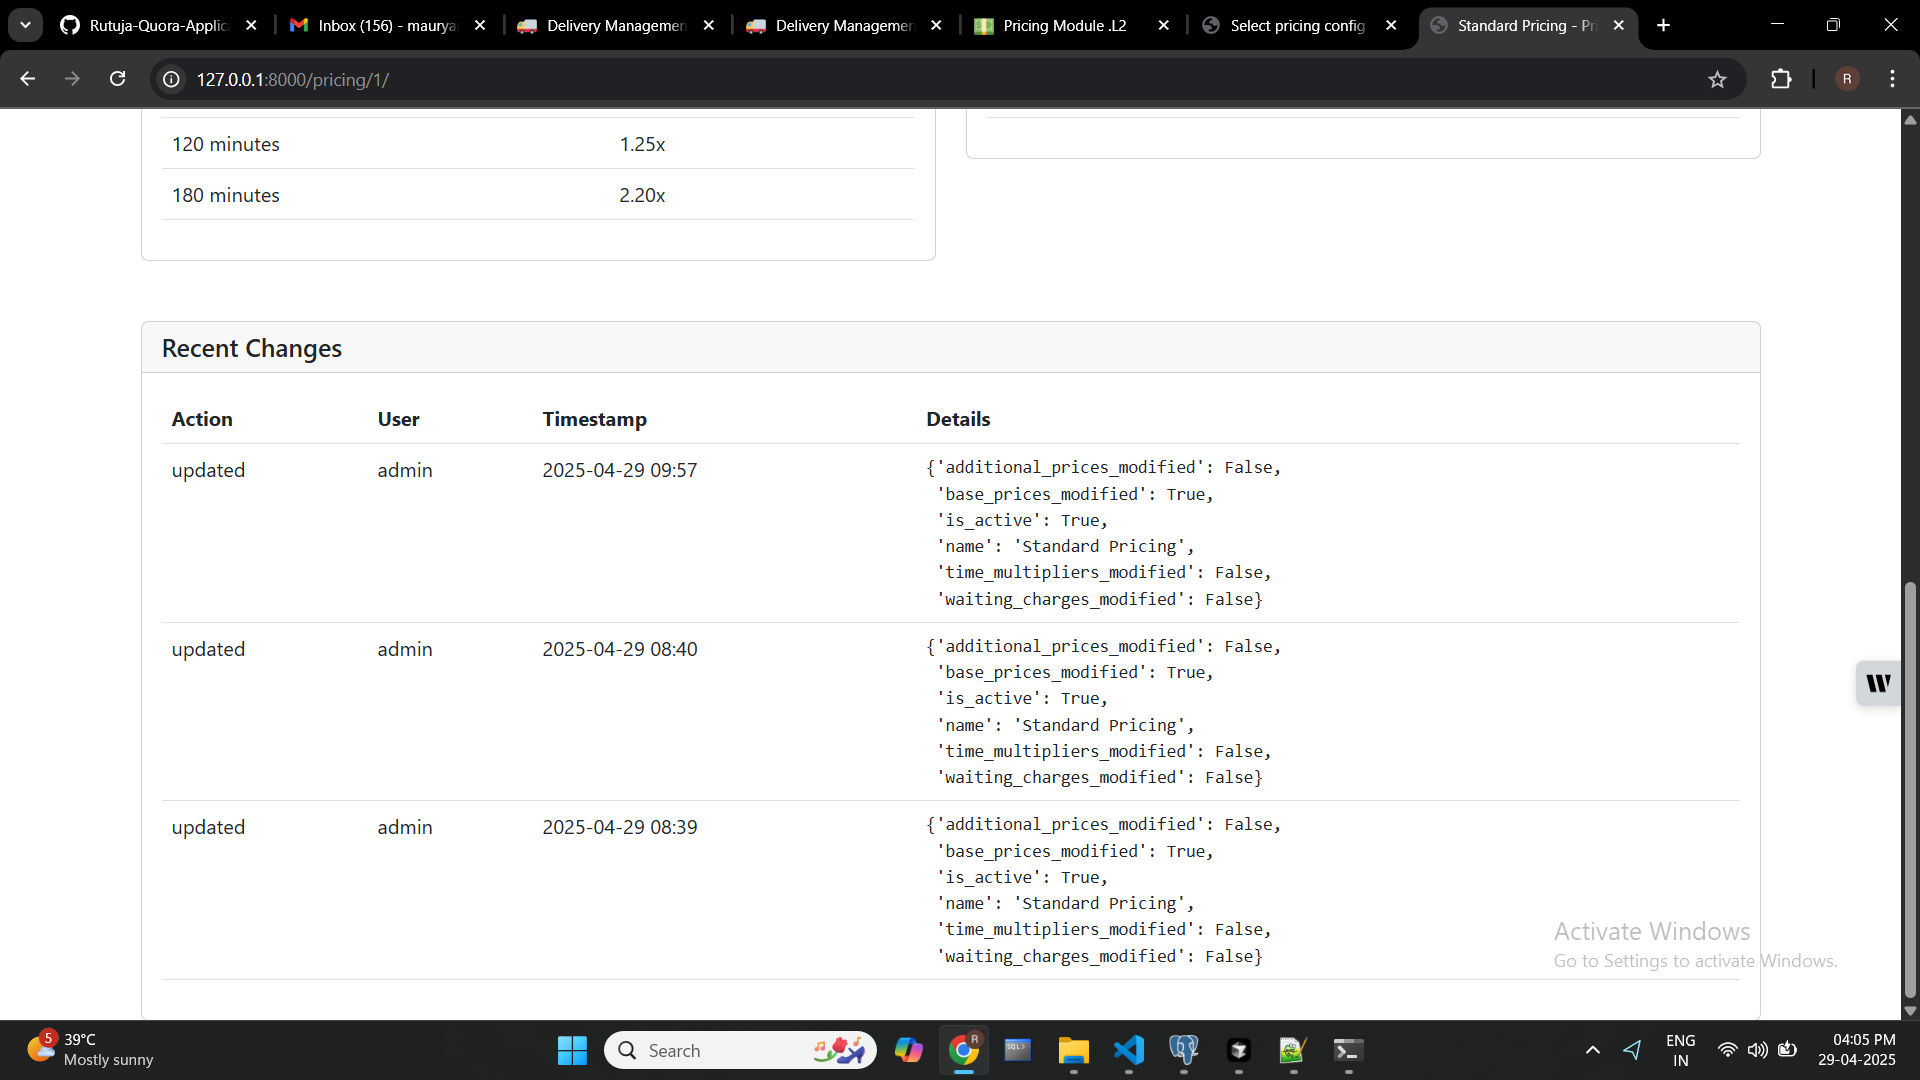 Rutuja-Quora-Applic
Inbox (156) - maurya
Delivery Managemen
Delivery Managemen
Pricing Module .L2
Select pricing config
Standard Pricing - Pr
127.0.0.1:8000/pricing/1/
R
120 minutes 1.25x
180 minutes 2.20x
Recent Changes
Action User Timestamp Details
updated admin 2025-04-29 09:57 {'additional_prices_modified': False,
'base_prices_modified': True,
'is_active': True,
'name': 'Standard Pricing',
'time_multipliers_modified': False,
'waiting_charges_modified': False}
updated admin 2025-04-29 08:40 {'additional_prices_modified': False,
'base_prices_modified': True,
'is_active': True,
'name': 'Standard Pricing',
'time_multipliers_modified': False,
'waiting_charges_modified': False}
updated admin 2025-04-29 08:39 {'additional_prices_modified': False,
'base_prices_modified': True,
'is_active': True,
'name': 'Standard Pricing',
'time_multipliers_modified': False,
'waiting_charges_modified': False}
W
Activate Windows
Go to Settings to activate Windows.
5
39°C
Mostly sunny
Search
R
SQL>
ENG
IN
04:05 PM
29-04-2025